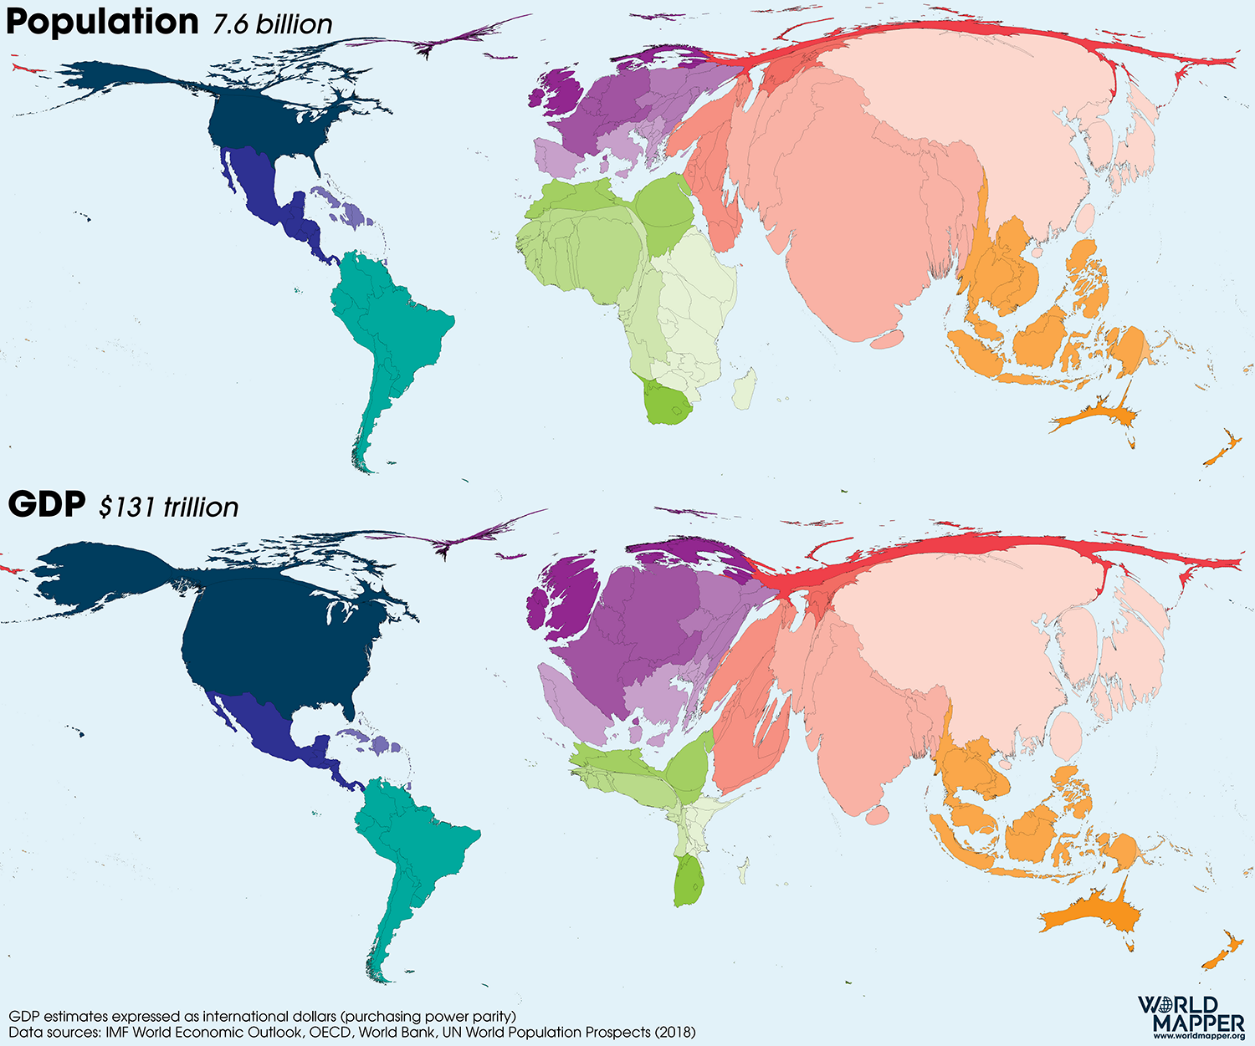 Population 7.6 billion
GDP $131 trillion
GDP estimates expressed as international dollars (purchasing power parity)
Data sources: IMF World Economic Outlook, OECD, World Bank, UN World Population Prospects (2018)
WORLD
MAPPER
www.worldmapper.org